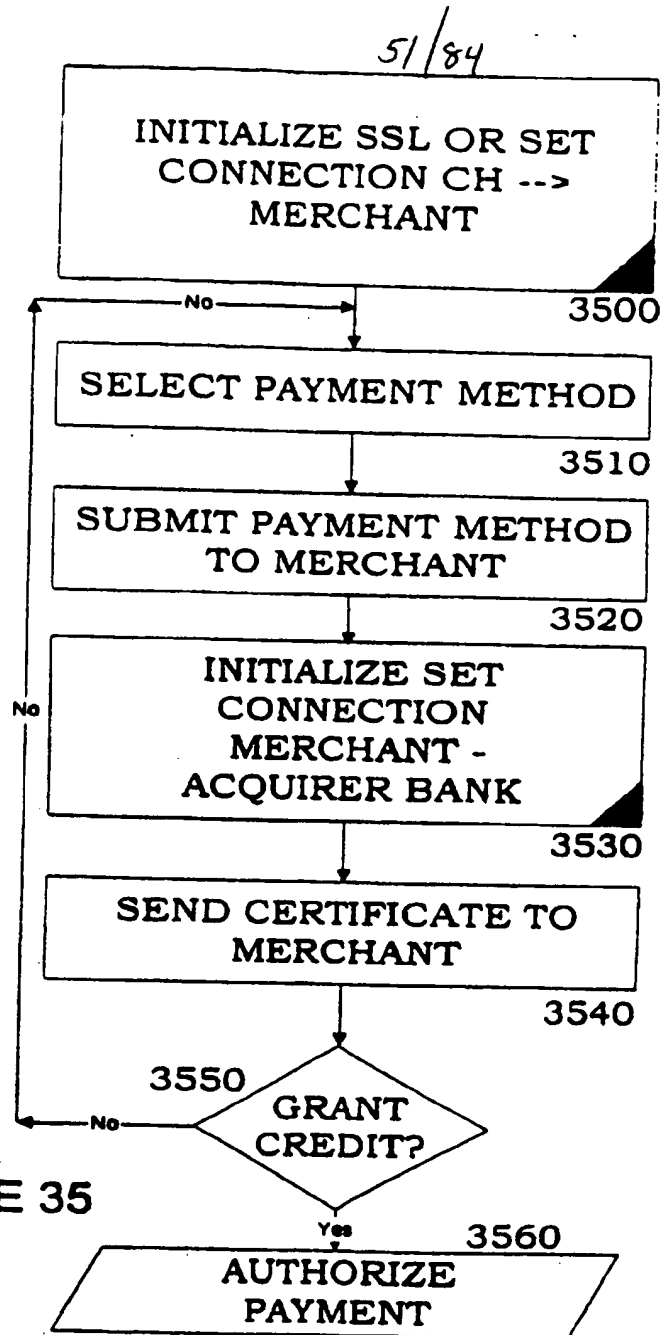 51/84
INITIALIZE SSL OR SET
CONNECTION CH -->
MERCHANT
3500
No
SELECT PAYMENT METHOD
3510
SUBMIT PAYMENT METHOD
TO MERCHANT
3520
No
INITIALIZE SET
CONNECTION
MERCHANT -
ACQUIRER BANK
3530
SEND CERTIFICATE TO
MERCHANT
3540
3550
GRANT
CREDIT?
No
E 35
Yes
3560
AUTHORIZE
PAYMENT